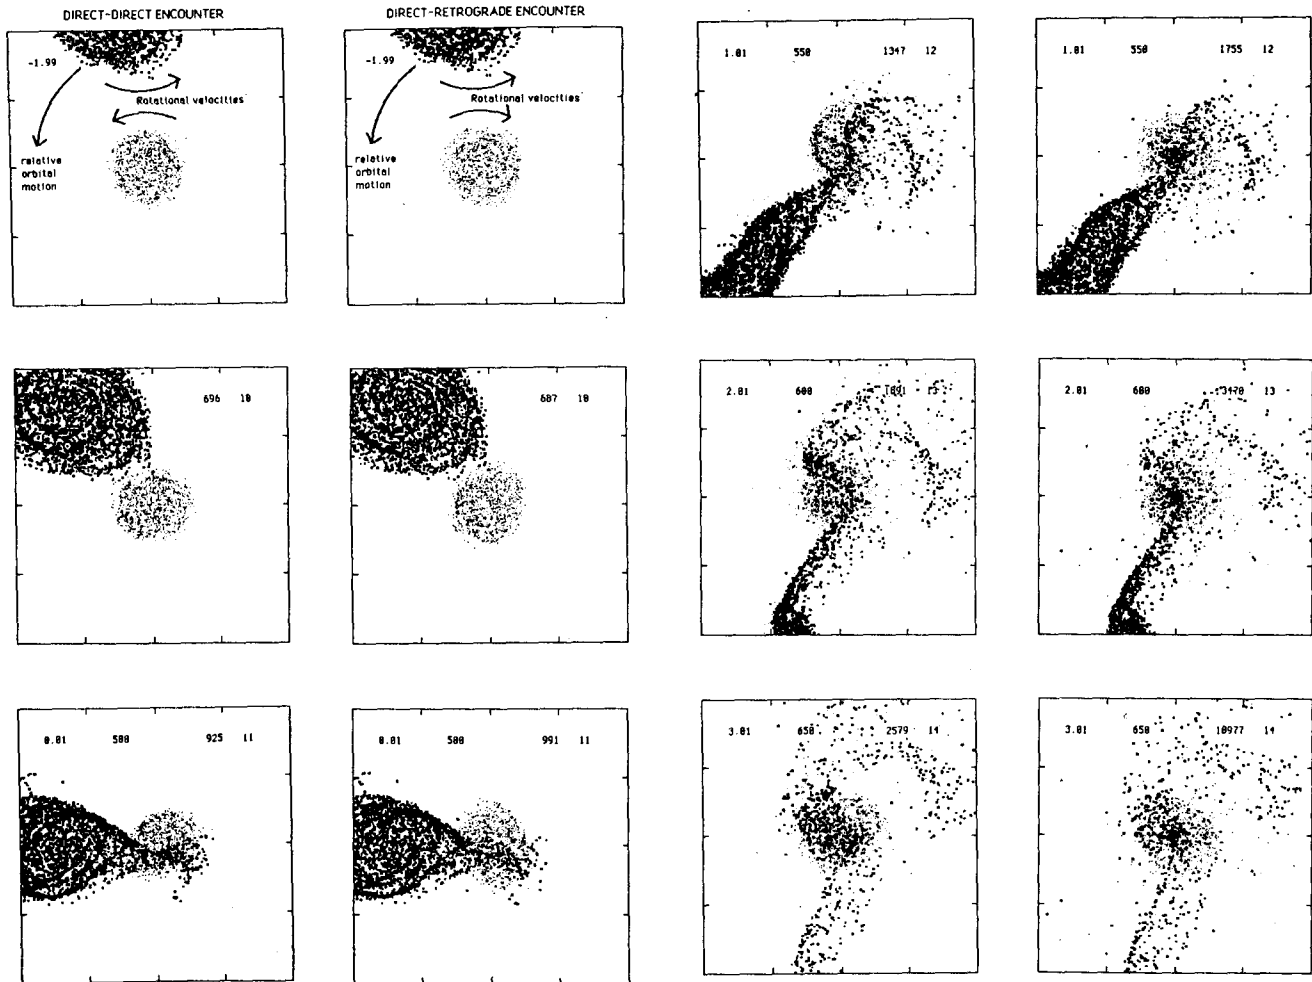 DIRECT-DIRECT ENCOUNTER
-1.99
Rotational velocities
relative
orbital
motion
DIRECT-RETROGRADE ENCOUNTER
-1.99
Rotational velocities
relative
orbital
motion
1.01 550 1347 12
1.01 550 1755 12
696 10
687 10
2.01 600 13
2.01 600 3470 13
0.01 500 925 11
0.01 500 991 11
3.01 650 2579 14
3.01 650 10977 14